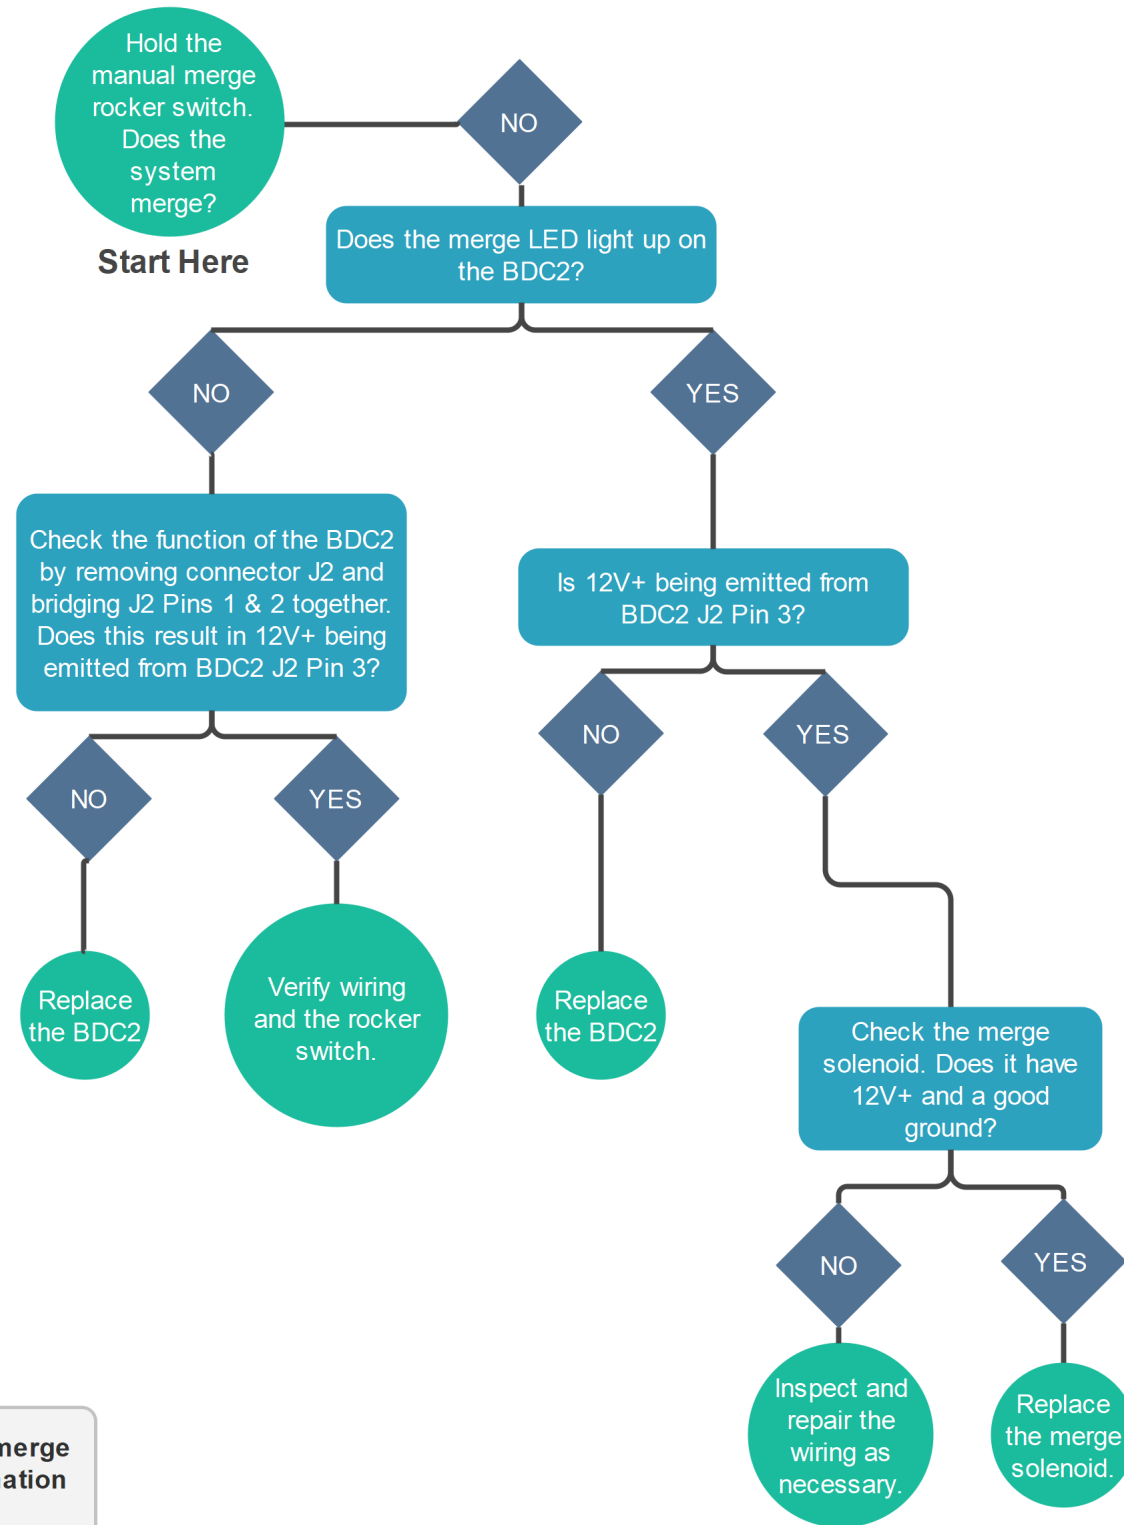 Hold the
manual merge
rocker switch.
Does the
system
merge?
Start Here
NO
Does the merge LED light up on
the BDC2?
NO
YES
Check the function of the BDC2
by removing connector J2 and
bridging J2 Pins 1 & 2 together.
Does this result in 12V+ being
emitted from BDC2 J2 Pin 3?
Is 12V+ being emitted from
BDC2 J2 Pin 3?
NO
YES
NO
YES
Replace
the BDC2
Verify wiring
and the rocker
switch.
Replace
the BDC2
Check the merge
solenoid. Does it have
12V+ and a good
ground?
NO
YES
Inspect and
repair the
wiring as
necessary.
Replace
the merge
solenoid.